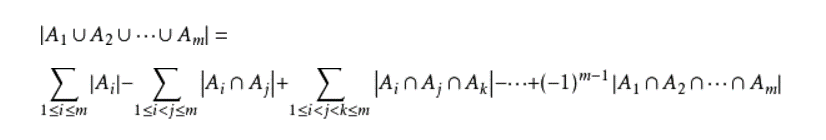 |A₁ ∪ A₂ ∪ ⋯ ∪ Aₘ| =
∑_{1≤i≤m} |Aᵢ| − ∑_{1≤i<j≤m} |Aᵢ ∩ Aⱼ| + ∑_{1≤i<j<k≤m} |Aᵢ ∩ Aⱼ ∩ Aₖ| − ⋯ + (−1)^{m−1} |A₁ ∩ A₂ ∩ ⋯ ∩ Aₘ|